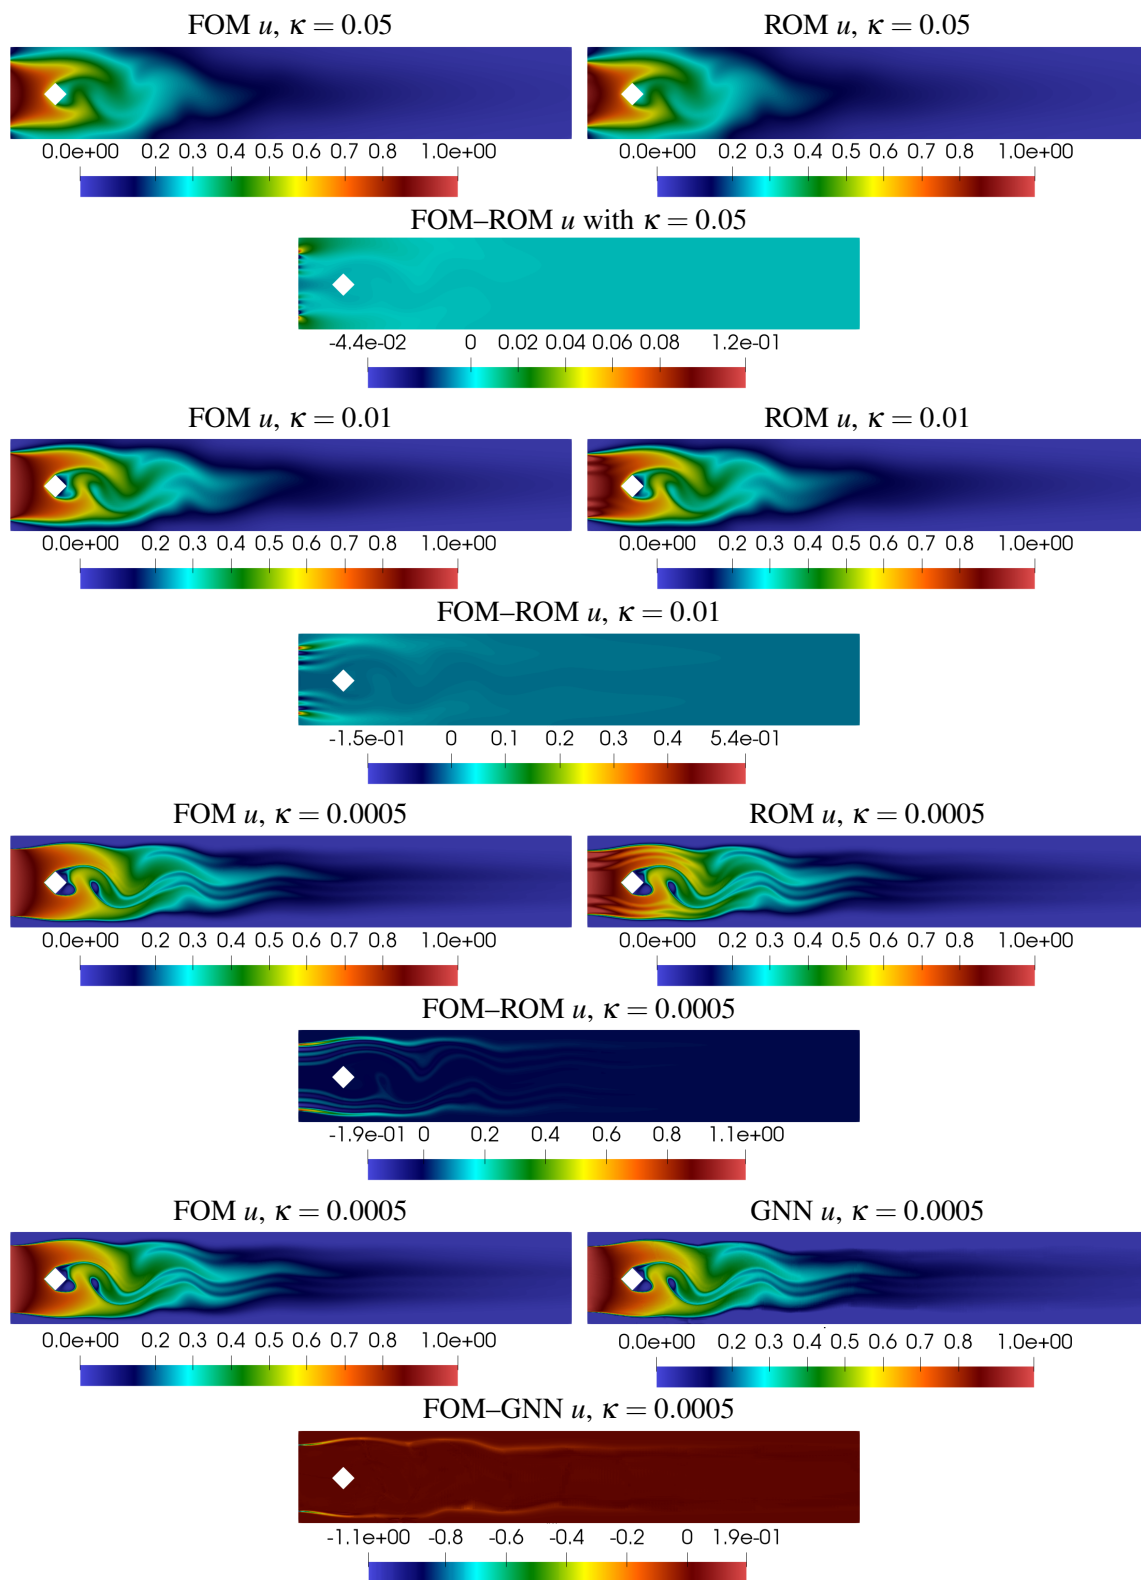 FOM u, κ = 0.05 ROM u, κ = 0.05
0.0e+00 0.2 0.3 0.4 0.5 0.6 0.7 0.8 1.0e+00 0.0e+00 0.2 0.3 0.4 0.5 0.6 0.7 0.8 1.0e+00
FOM–ROM u with κ = 0.05
-4.4e-02 0 0.02 0.04 0.06 0.08 1.2e-01
FOM u, κ = 0.01 ROM u, κ = 0.01
0.0e+00 0.2 0.3 0.4 0.5 0.6 0.7 0.8 1.0e+00 0.0e+00 0.2 0.3 0.4 0.5 0.6 0.7 0.8 1.0e+00
FOM–ROM u, κ = 0.01
-1.5e-01 0 0.1 0.2 0.3 0.4 5.4e-01
FOM u, κ = 0.0005 ROM u, κ = 0.0005
0.0e+00 0.2 0.3 0.4 0.5 0.6 0.7 0.8 1.0e+00 0.0e+00 0.2 0.3 0.4 0.5 0.6 0.7 0.8 1.0e+00
FOM–ROM u, κ = 0.0005
-1.9e-01 0 0.2 0.4 0.6 0.8 1.1e+00
FOM u, κ = 0.0005 GNN u, κ = 0.0005
0.0e+00 0.2 0.3 0.4 0.5 0.6 0.7 0.8 1.0e+00 0.0e+00 0.2 0.3 0.4 0.5 0.6 0.7 0.8 1.0e+00
FOM–GNN u, κ = 0.0005
-1.1e+00 -0.8 -0.6 -0.4 -0.2 0 1.9e-01